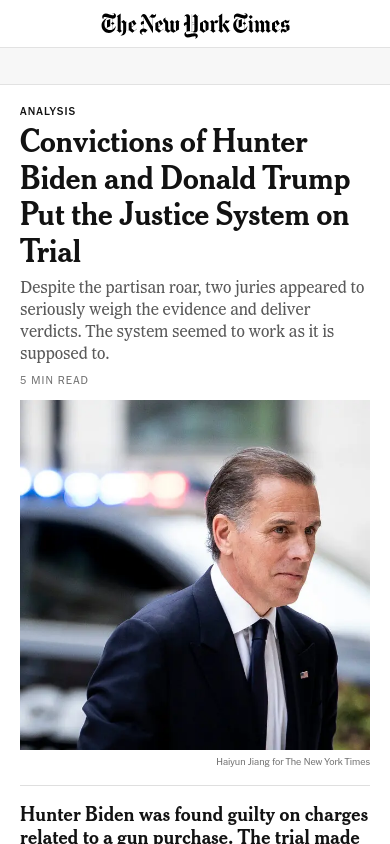 The New York Times
ANALYSIS
Convictions of Hunter
Biden and Donald Trump
Put the Justice System on
Trial
Despite the partisan roar, two juries appeared to
seriously weigh the evidence and deliver
verdicts. The system seemed to work as it is
supposed to.
5 MIN READ
Haiyun Jiang for The New York Times
Hunter Biden was found guilty on charges
related to a gun purchase. The trial made